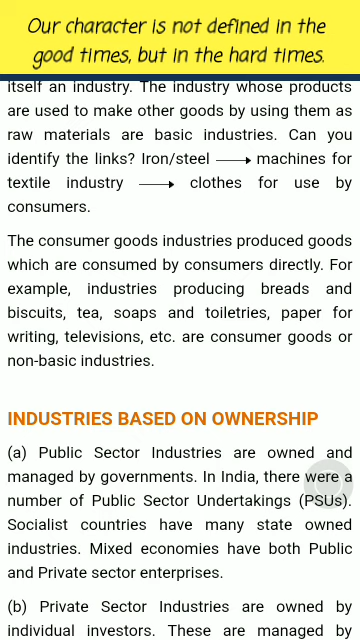 Our character is not defined in the
good times, but in the hard times.
itself an industry. The industry whose products
are used to make other goods by using them as
raw materials are basic industries. Can you
identify the links? Iron/steel ⟶ machines for
textile industry ⟶ clothes for use by
consumers.
The consumer goods industries produced goods
which are consumed by consumers directly. For
example, industries producing breads and
biscuits, tea, soaps and toiletries, paper for
writing, televisions, etc. are consumer goods or
non-basic industries.
INDUSTRIES BASED ON OWNERSHIP
(a) Public Sector Industries are owned and
managed by governments. In India, there were a
number of Public Sector Undertakings (PSUs).
Socialist countries have many state owned
industries. Mixed economies have both Public
and Private sector enterprises.
(b) Private Sector Industries are owned by
individual investors. These are managed by